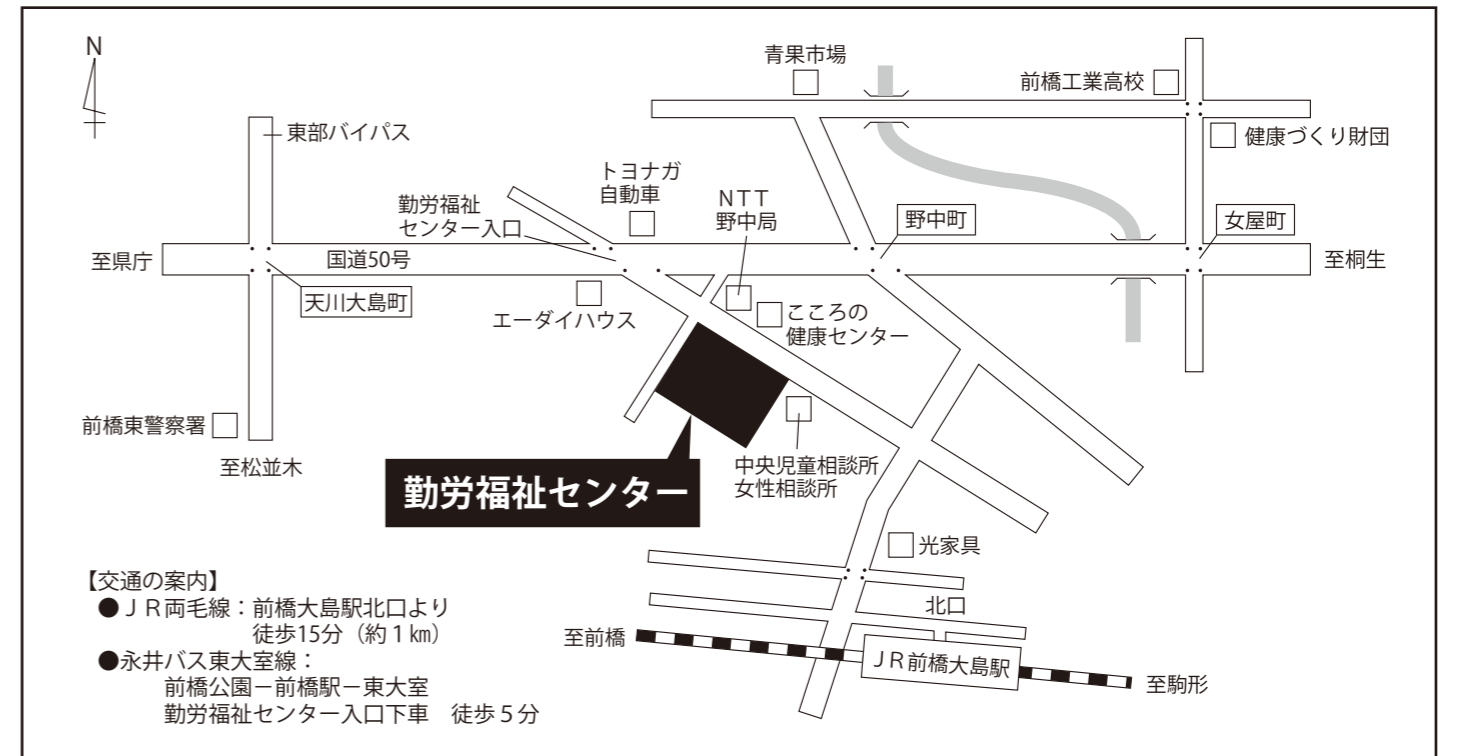 N
青果市場
前橋工業高校
東部バイパス
健康づくり財団
トヨナガ
自動車
NTT
野中局
勤労福祉
センター入口
野中町
女屋町
至県庁
国道50号
至桐生
天川大島町
エーダイハウス
こころの
健康センター
前橋東警察署
至松並木
中央児童相談所
女性相談所
勤労福祉センター
光家具
【交通の案内】
●JR両毛線：前橋大島駅北口より
徒歩15分（約1㎞）
●永井バス東大室線：
前橋公園－前橋駅－東大室
勤労福祉センター入口下車　徒歩5分
北口
至前橋
JR前橋大島駅
至駒形